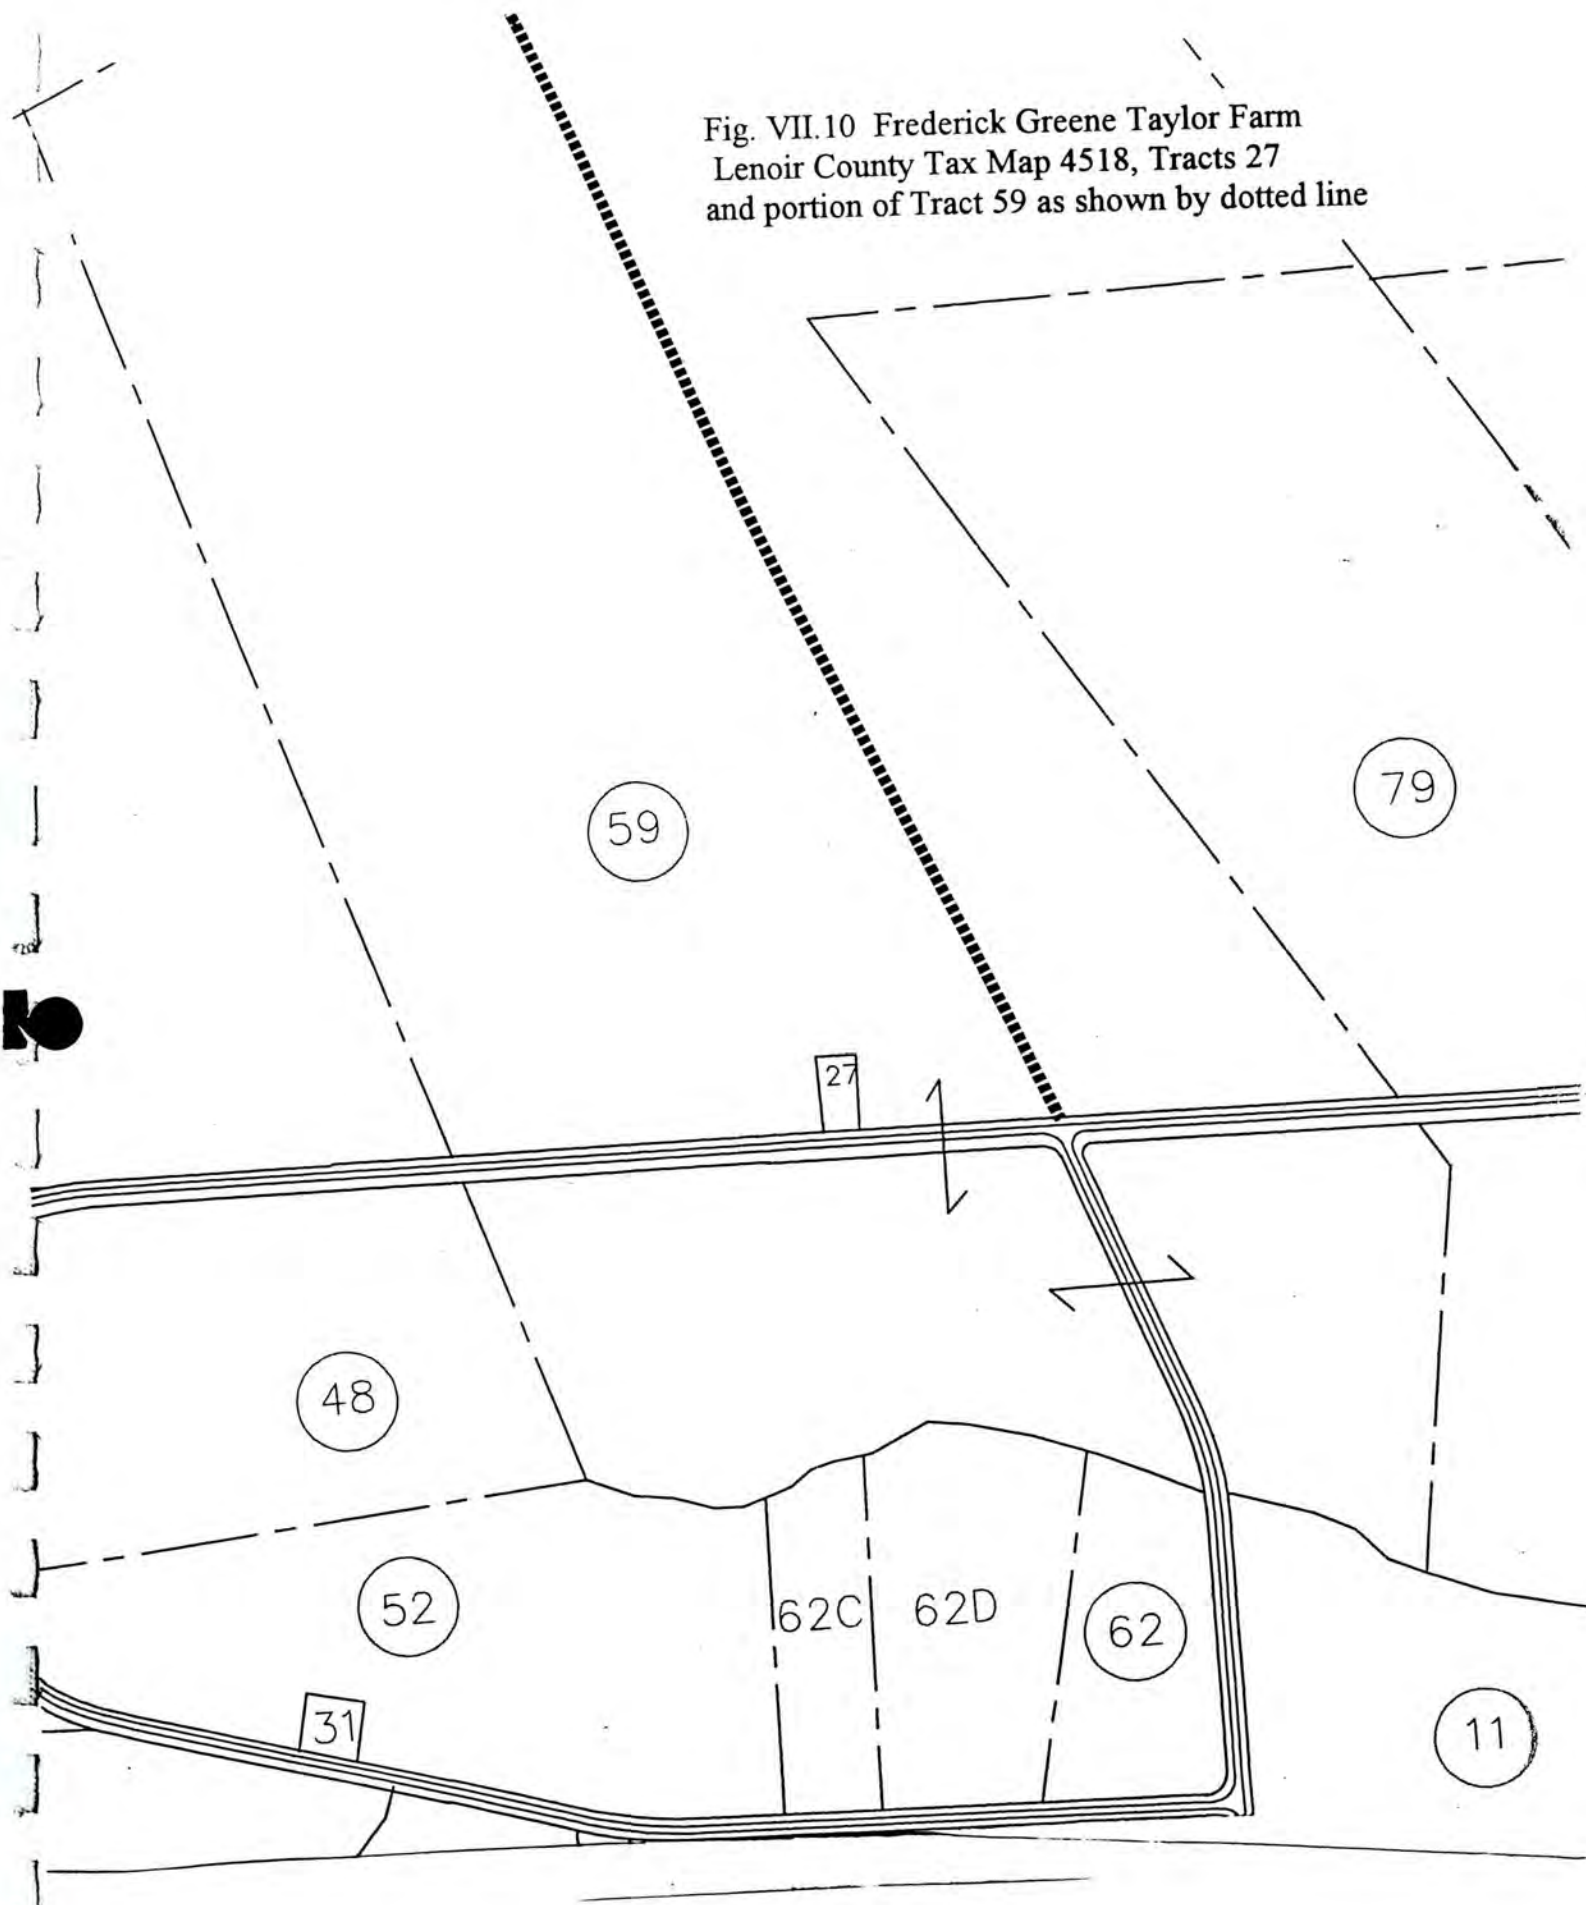 Fig. VII.10 Frederick Greene Taylor Farm
Lenoir County Tax Map 4518, Tracts 27
and portion of Tract 59 as shown by dotted line
79
59
27
48
52
62C
62D
62
31
11